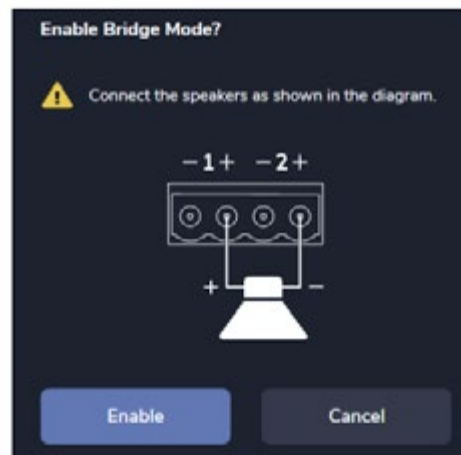 Enable Bridge Mode?
Connect the speakers as shown in the diagram.
−1+ −2+
+ −
Enable Cancel